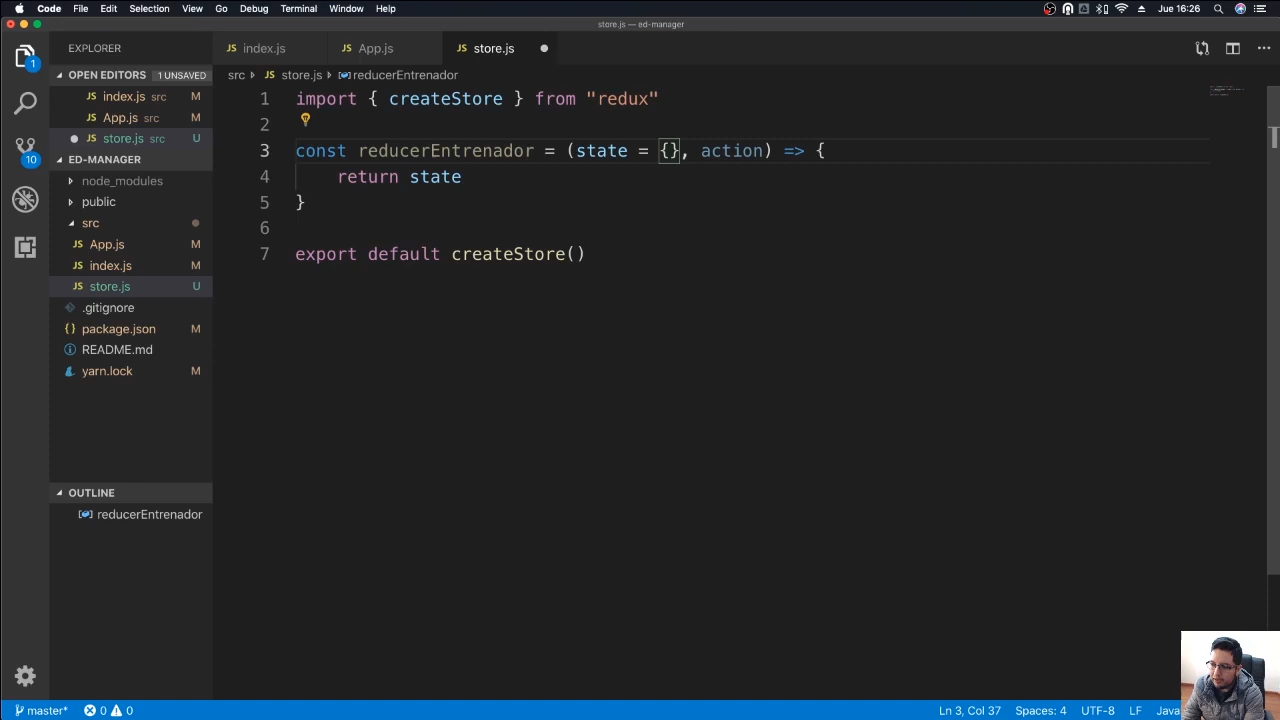 Code File Edit Selection View Go Debug Terminal Window Help Jue 16:26
store.js — ed-manager
EXPLORER
OPEN EDITORS 1 UNSAVED
JS index.js src M
JS App.js src M
JS store.js src U
ED-MANAGER
node_modules
public
src
JS App.js M
JS index.js M
JS store.js U
.gitignore
{} package.json M
README.md
yarn.lock M
OUTLINE
reducerEntrenador
1
10
JS index.js JS App.js JS store.js
src JS store.js reducerEntrenador
1 import { createStore } from "redux"
2
3 const reducerEntrenador = (state = {}, action) => {
4 return state
5 }
6
7 export default createStore()
master* 0 0 Ln 3, Col 37 Spaces: 4 UTF-8 LF